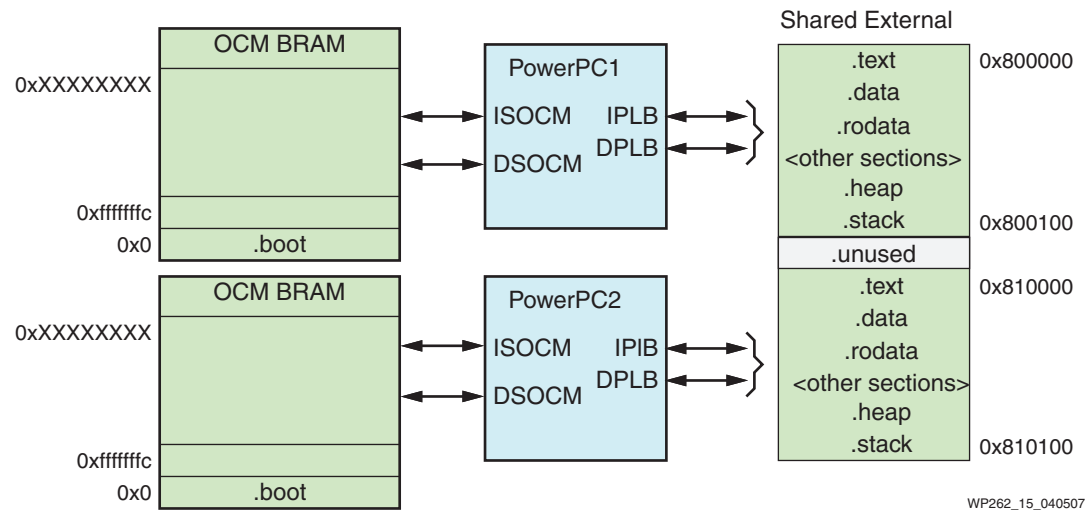 Shared External
OCM BRAM
0xXXXXXXXX
0xfffffffc
0x0 .boot
PowerPC1
ISOCM IPLB
DPLB
DSOCM
.text 0x800000
.data
.rodata
<other sections>
.heap
.stack 0x800100
.unused
OCM BRAM
0xXXXXXXXX
0xfffffffc
0x0 .boot
PowerPC2
ISOCM IPIB
DPLB
DSOCM
.text 0x810000
.data
.rodata
<other sections>
.heap
.stack 0x810100
WP262_15_040507